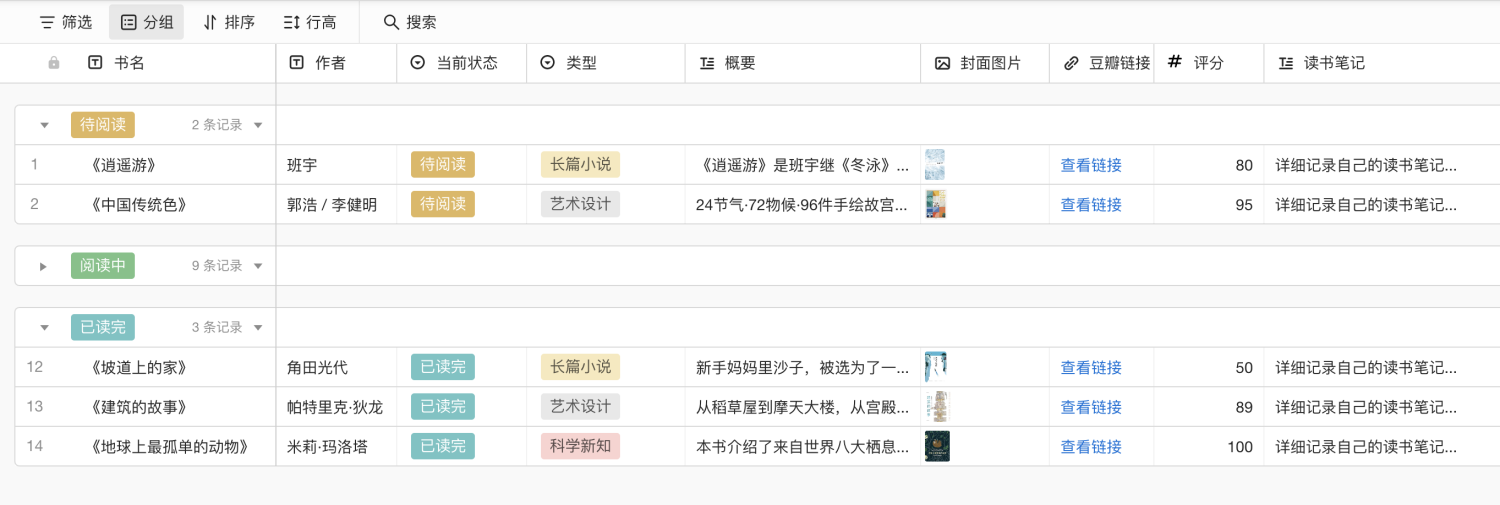 筛选 分组 排序 行高 搜索
书名 作者 当前状态 类型 概要 封面图片 豆瓣链接 评分 读书笔记
待阅读 2 条记录
1 《逍遥游》 班宇 待阅读 长篇小说 《逍遥游》是班宇继《冬泳》... 查看链接 80 详细记录自己的读书笔记...
2 《中国传统色》 郭浩 / 李健明 待阅读 艺术设计 24节气·72物候·96件手绘故宫... 查看链接 95 详细记录自己的读书笔记...
阅读中 9 条记录
已读完 3 条记录
12 《坡道上的家》 角田光代 已读完 长篇小说 新手妈妈里沙子，被选为了一... 查看链接 50 详细记录自己的读书笔记...
13 《建筑的故事》 帕特里克·狄龙 已读完 艺术设计 从稻草屋到摩天大楼，从宫殿... 查看链接 89 详细记录自己的读书笔记...
14 《地球上最孤单的动物》 米莉·玛洛塔 已读完 科学新知 本书介绍了来自世界八大栖息... 查看链接 100 详细记录自己的读书笔记...